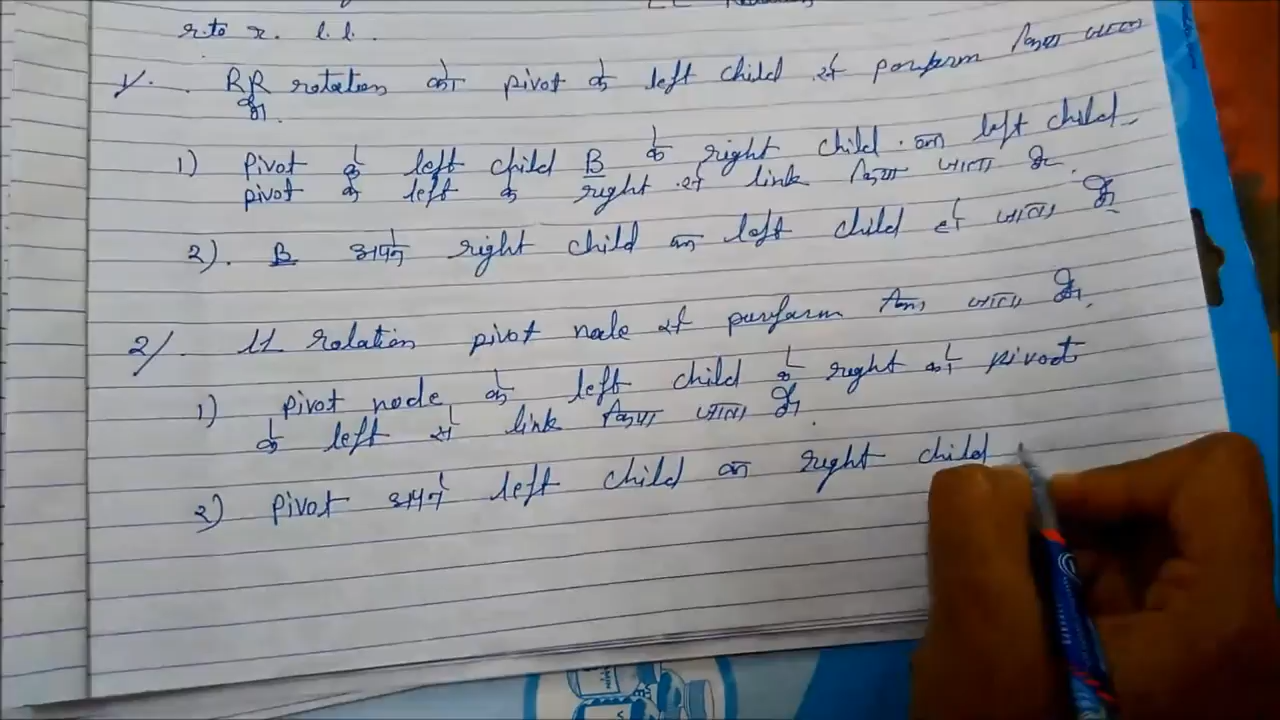 r to x. l. l.
1/. RR rotation को pivot के left child से perform किया जाता
है।
1) Pivot के left child B के right child को left child
pivot के left के right से link किया जाता है.
2). B अपने right child का left child हो जाता है
2/. LL rotation pivot node से perform किया जाता है।
1) pivot node के left child के right को pivot
के left से link किया जाता है.
2) Pivot अपने left child का right child